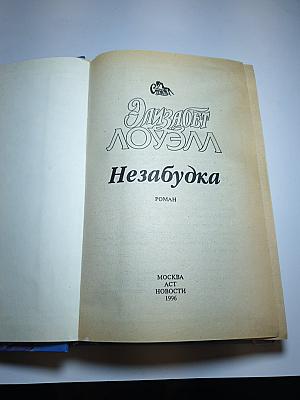 Элизабет
ЛОУЭЛЛ
Незабудка
РОМАН
МОСКВА
АСТ
НОВОСТИ
1996